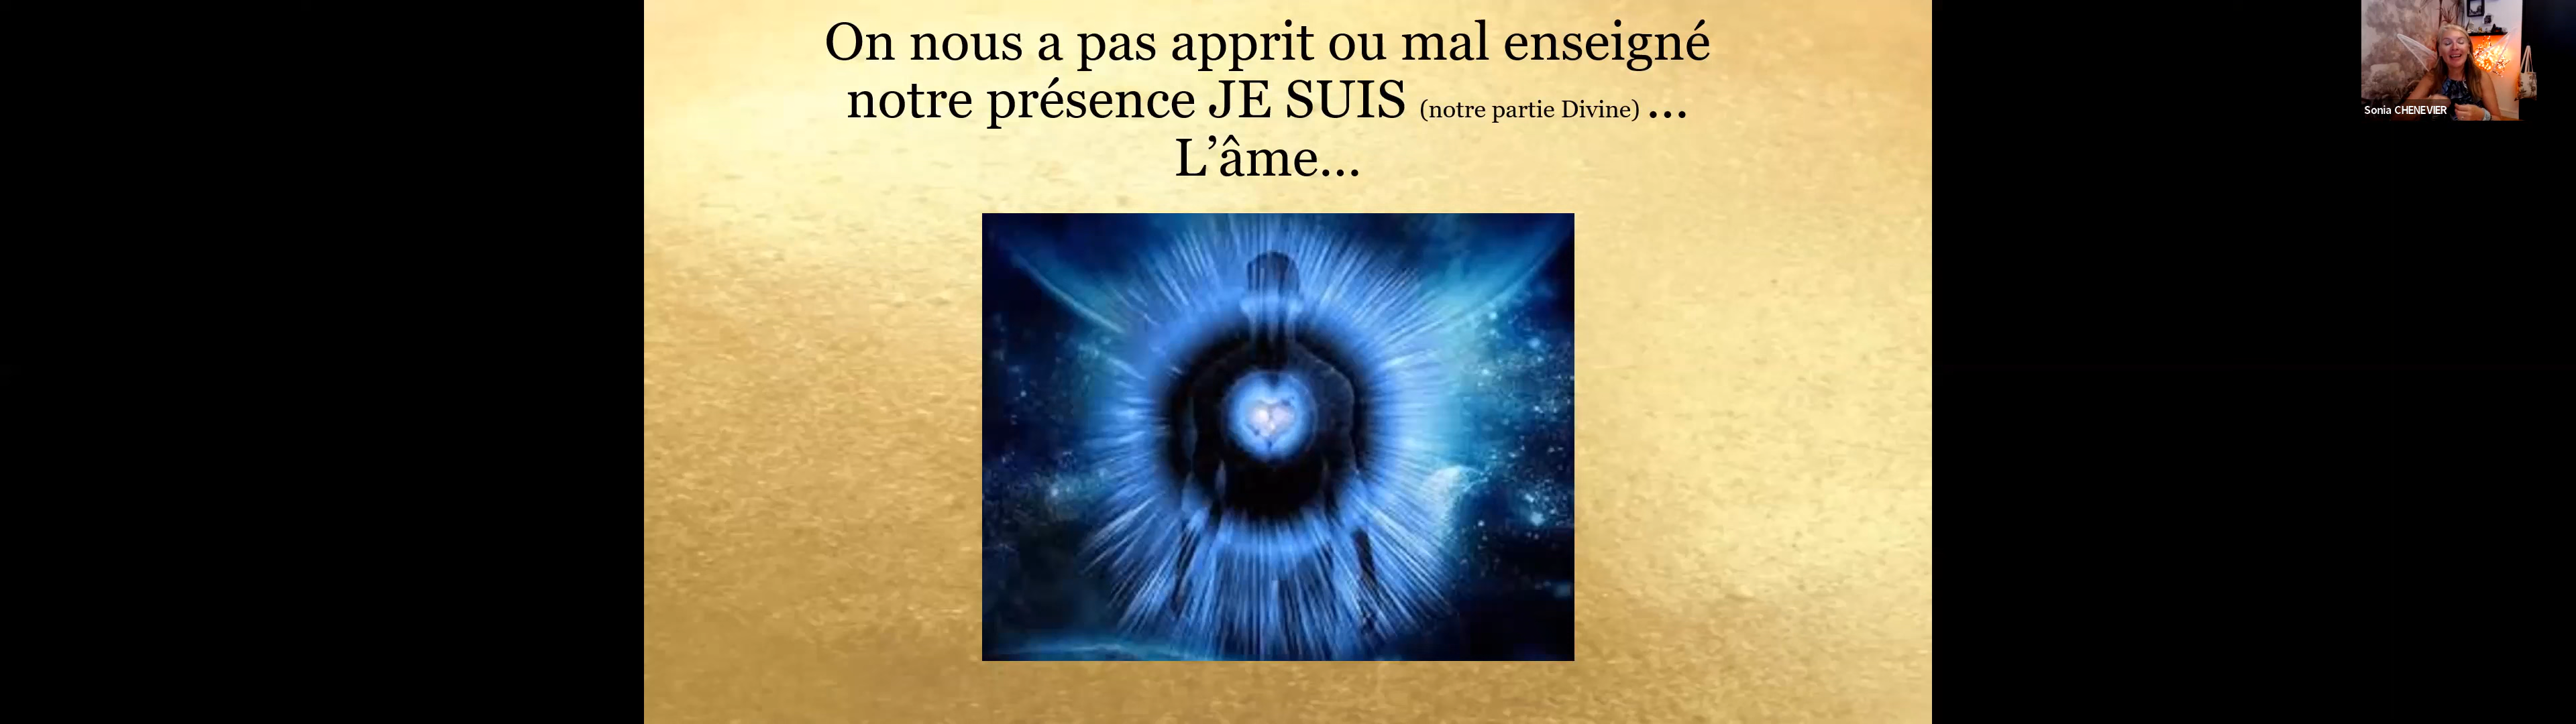 On nous a pas apprit ou mal enseigné
notre présence JE SUIS (notre partie Divine) ...
L’âme...
Sonia CHENEVIER